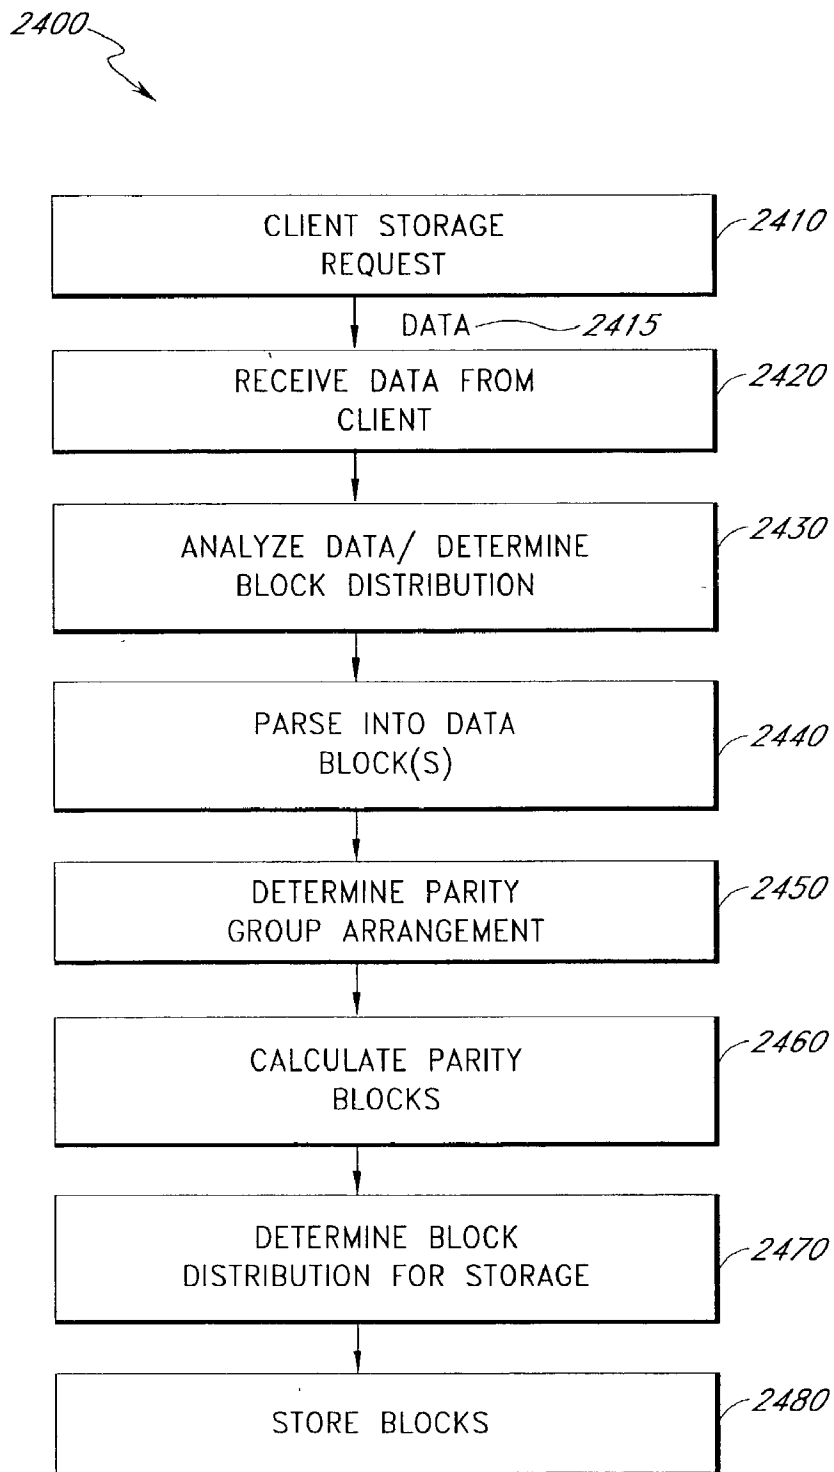 2400
CLIENT STORAGE
REQUEST
2410
DATA 2415
RECEIVE DATA FROM
CLIENT
2420
ANALYZE DATA/ DETERMINE
BLOCK DISTRIBUTION
2430
PARSE INTO DATA
BLOCK(S)
2440
DETERMINE PARITY
GROUP ARRANGEMENT
2450
CALCULATE PARITY
BLOCKS
2460
DETERMINE BLOCK
DISTRIBUTION FOR STORAGE
2470
STORE BLOCKS
2480